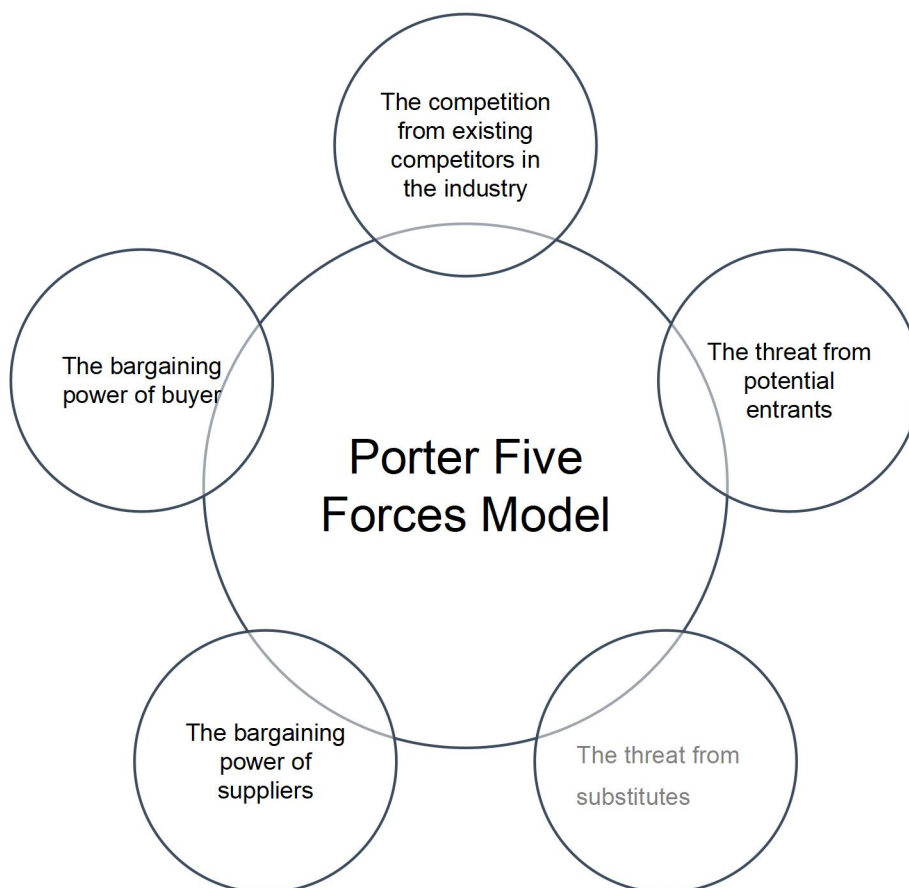 The competition
from existing
competitors in
the industry
The bargaining
power of buyer
The threat from
potential
entrants
Porter Five
Forces Model
The bargaining
power of
suppliers
The threat from
substitutes